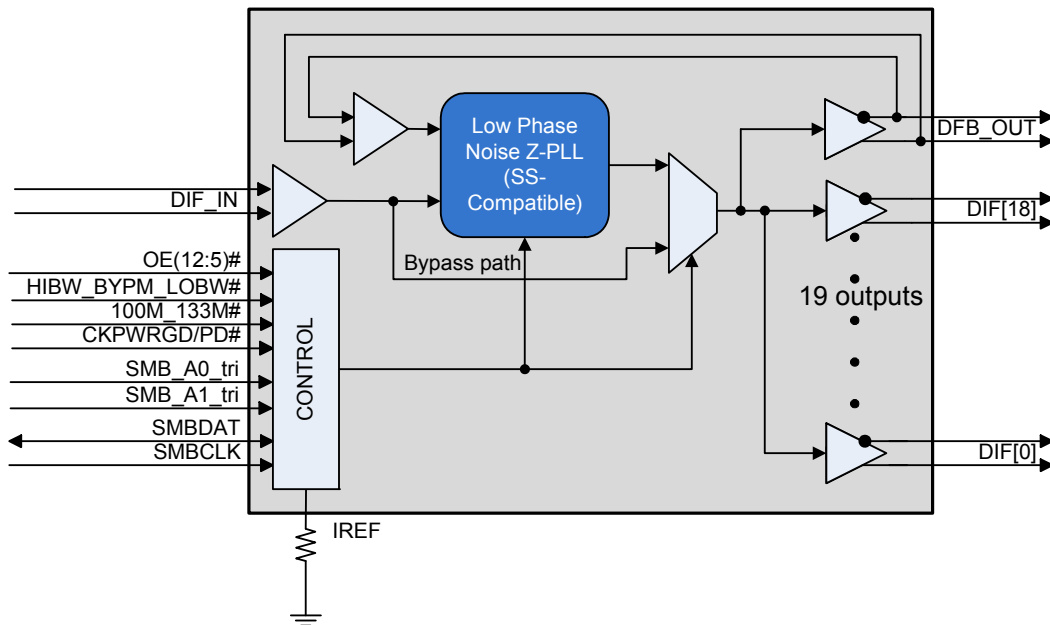 Low Phase
Noise Z-PLL
(SS-
Compatible)
DFB_OUT
DIF_IN
DIF[18]
OE(12:5)#
Bypass path
HIBW_BYPM_LOBW#
19 outputs
100M_133M#
CKPWRGD/PD#
CONTROL
SMB_A0_tri
SMB_A1_tri
SMBDAT
SMBCLK
DIF[0]
IREF